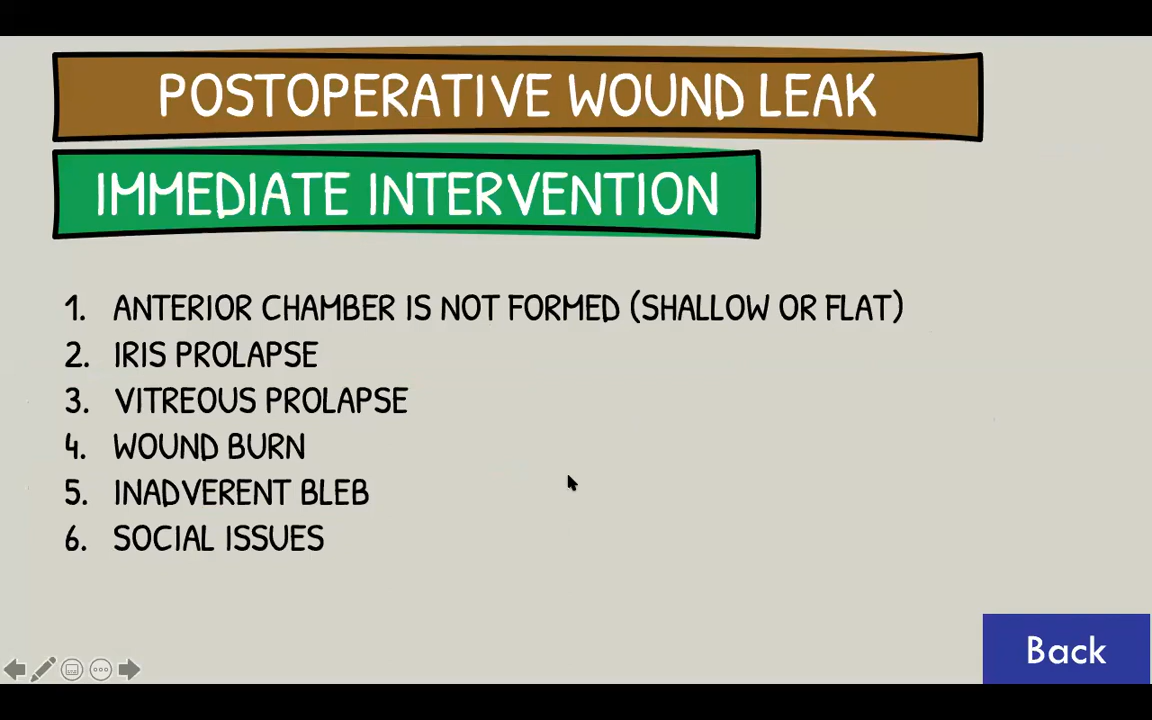 POSTOPERATIVE WOUND LEAK
IMMEDIATE INTERVENTION
1. ANTERIOR CHAMBER IS NOT FORMED (SHALLOW OR FLAT)
2. IRIS PROLAPSE
3. VITREOUS PROLAPSE
4. WOUND BURN
5. INADVERENT BLEB
6. SOCIAL ISSUES
Back